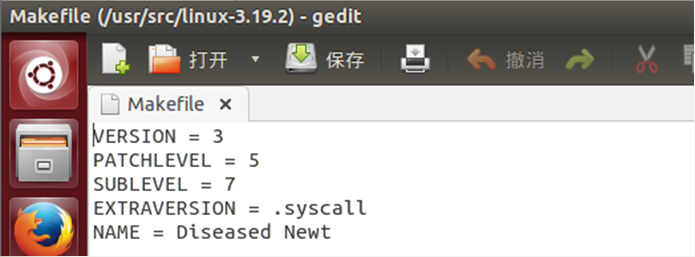 Makefile (/usr/src/linux-3.19.2) - gedit
打开 保存 撤消
Makefile ×
VERSION = 3
PATCHLEVEL = 5
SUBLEVEL = 7
EXTRAVERSION = .syscall
NAME = Diseased Newt